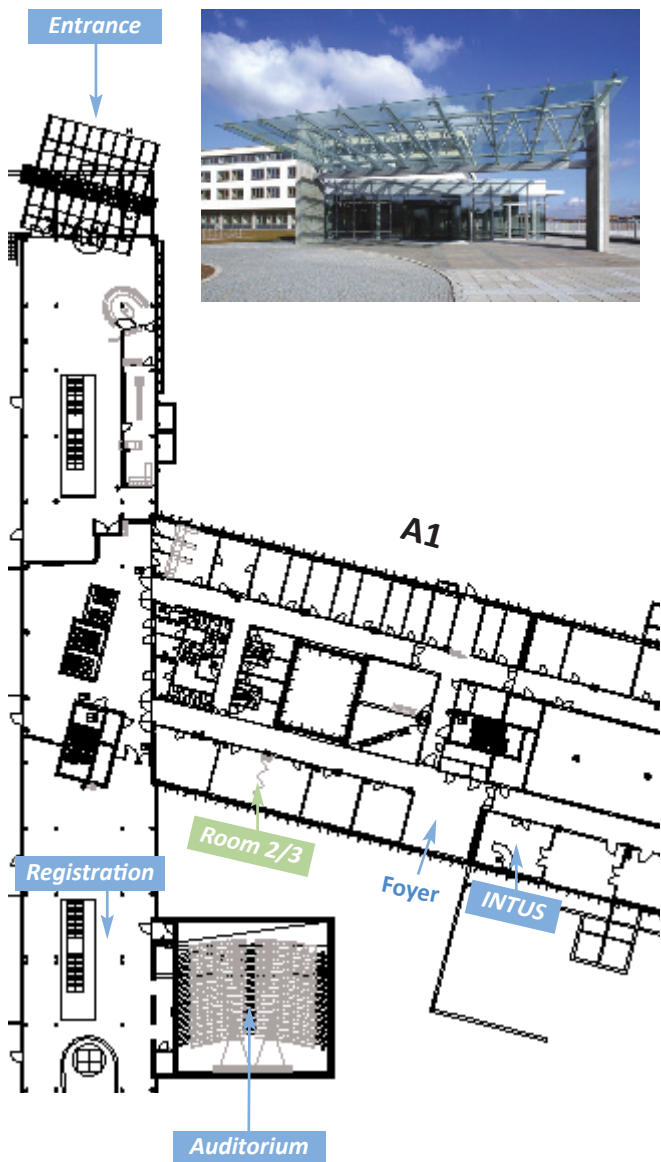 Entrance
A1
Room 2/3
Registration
Foyer
INTUS
Auditorium